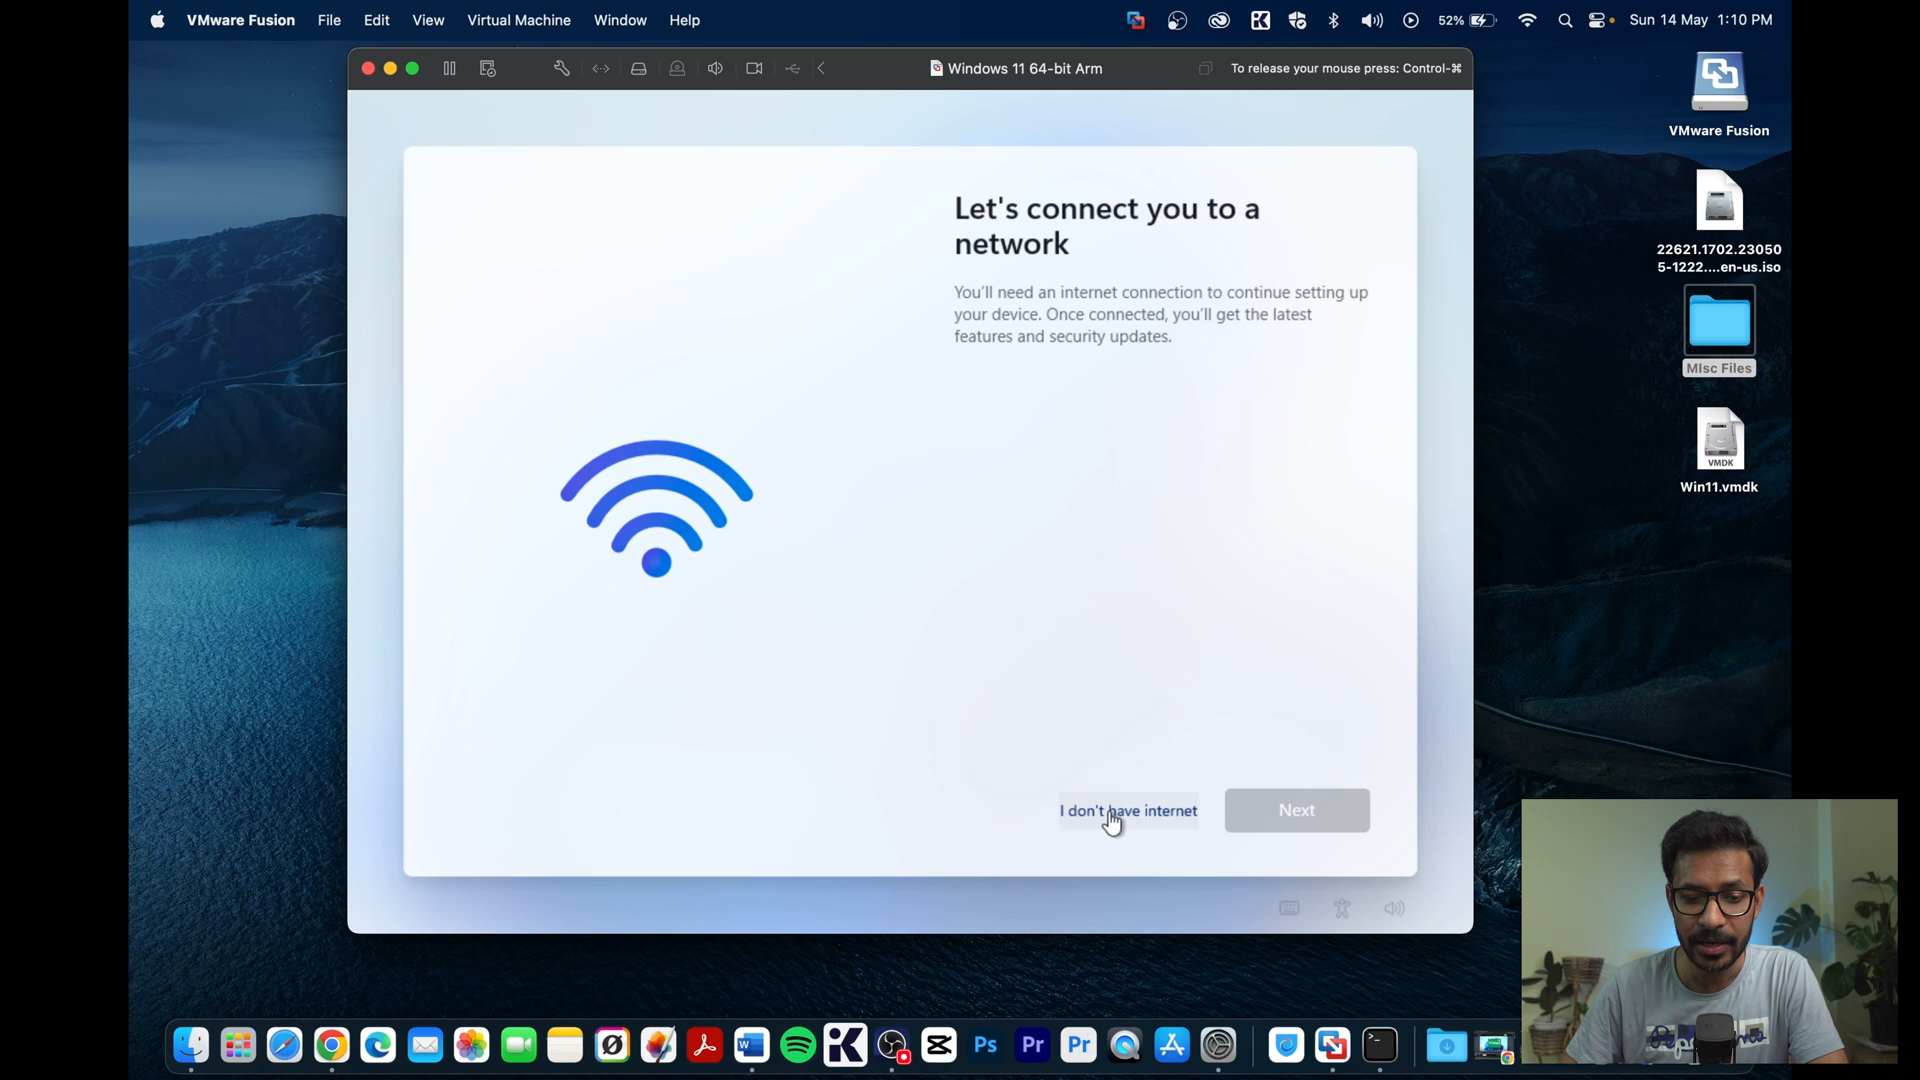 VMware Fusion File Edit View Virtual Machine Window Help
52% Sun 14 May 1:10 PM
Windows 11 64-bit Arm
To release your mouse press: Control-⌘
Let's connect you to a
network
You'll need an internet connection to continue setting up
your device. Once connected, you'll get the latest
features and security updates.
I don't have internet
Next
VMware Fusion
22621.1702.23050
5-1222....en-us.iso
MIsc Files
VMDK
Win11.vmdk
W
Ps
Pr
Pr